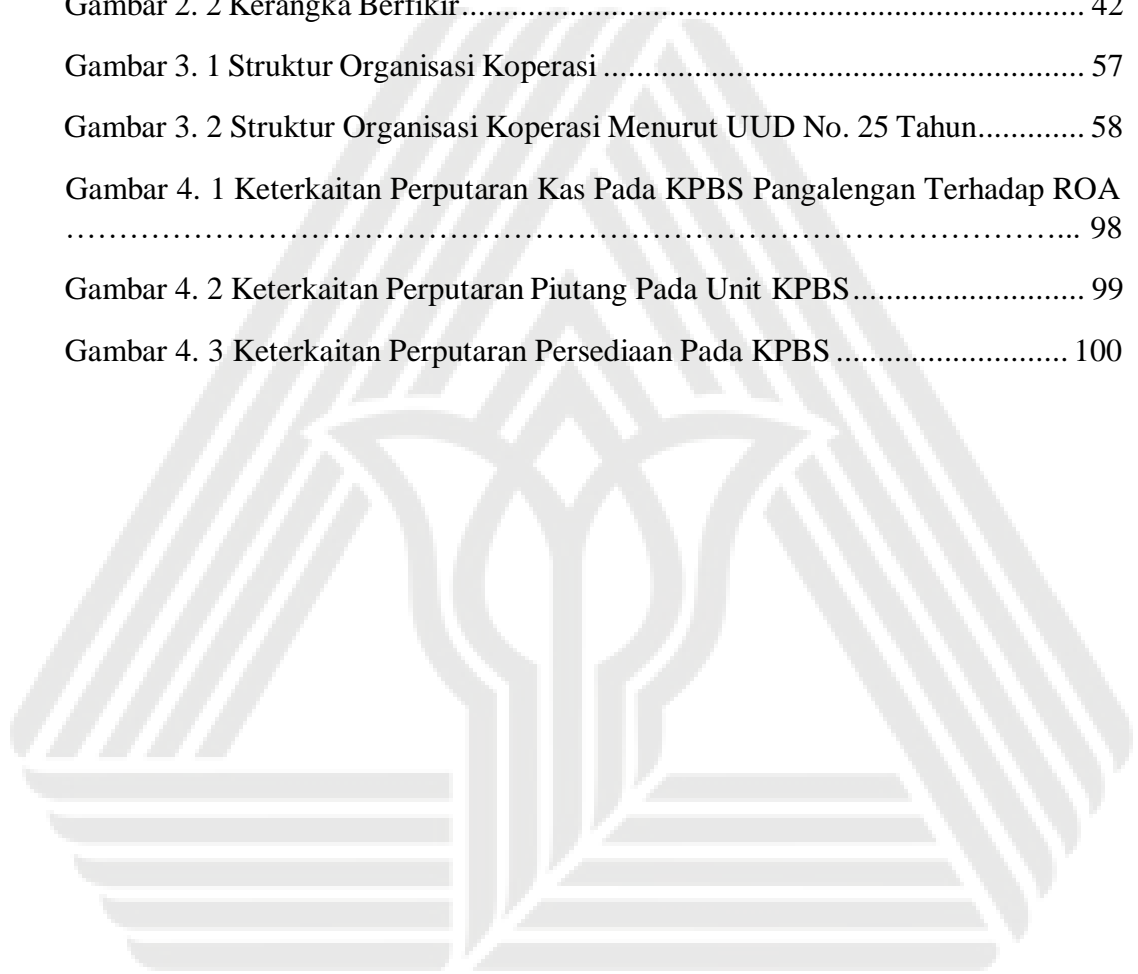 Gambar 2. 2 Kerangka Berfikir........................................................................... 42
Gambar 3. 1 Struktur Organisasi Koperasi ........................................................... 57
Gambar 3. 2 Struktur Organisasi Koperasi Menurut UUD No. 25 Tahun............. 58
Gambar 4. 1 Keterkaitan Perputaran Kas Pada KPBS Pangalengan Terhadap ROA
…………………………………………………………………………………... 98
Gambar 4. 2 Keterkaitan Perputaran Piutang Pada Unit KPBS............................ 99
Gambar 4. 3 Keterkaitan Perputaran Persediaan Pada KPBS ............................ 100